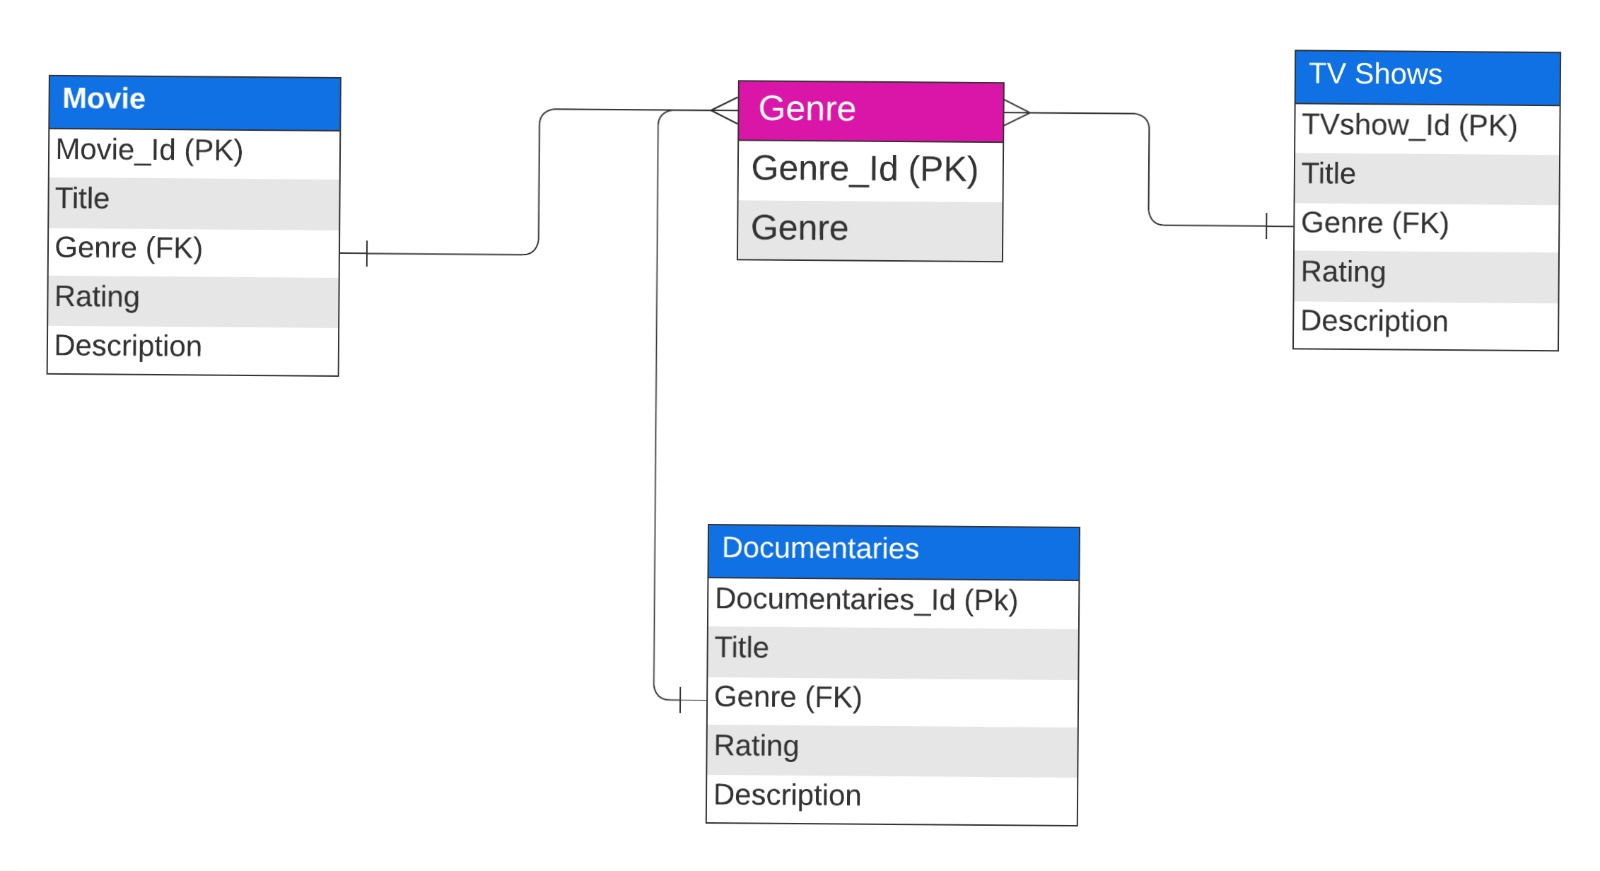 Movie
Movie_Id (PK)
Title
Genre (FK)
Rating
Description
Genre
Genre_Id (PK)
Genre
TV Shows
TVshow_Id (PK)
Title
Genre (FK)
Rating
Description
Documentaries
Documentaries_Id (Pk)
Title
Genre (FK)
Rating
Description